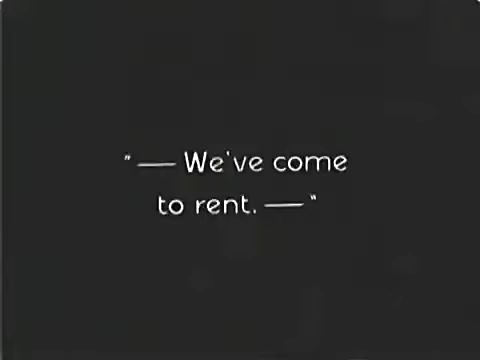 " — We've come
to rent. — "